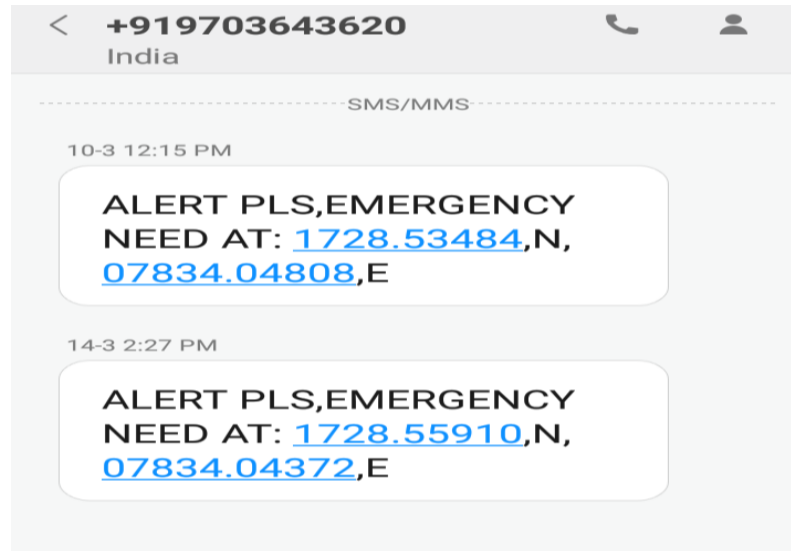 +919703643620
India
SMS/MMS
10-3 12:15 PM
ALERT PLS,EMERGENCY
NEED AT: 1728.53484,N,
07834.04808,E
14-3 2:27 PM
ALERT PLS,EMERGENCY
NEED AT: 1728.55910,N,
07834.04372,E